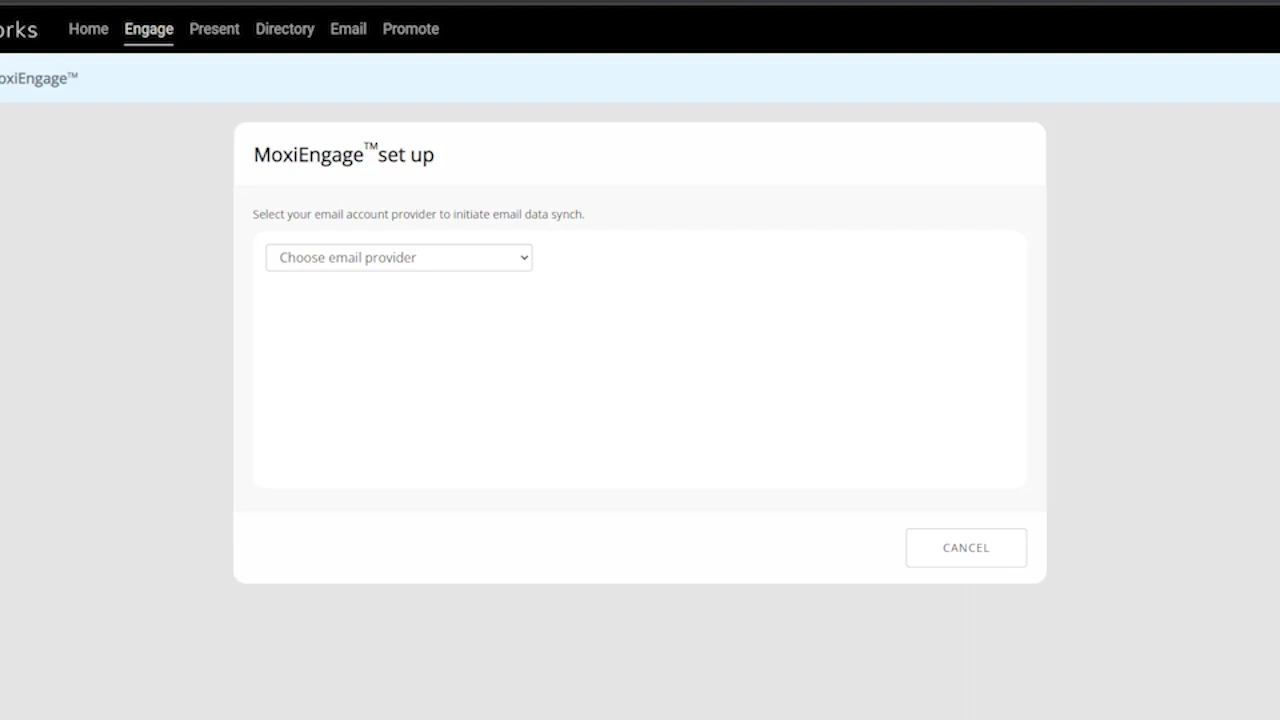 orks Home Engage Present Directory Email Promote
oxiEngage™
MoxiEngage™set up
Select your email account provider to initiate email data synch.
Choose email provider
CANCEL